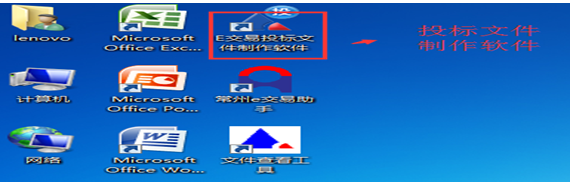 lenovo
Microsoft
Office Exc...
投
E交易投标文
件制作软件
投标文件
制作软件
计算机
Microsoft
Office Po...
常州e交易助
手
网络
Microsoft
Office Wo...
文件查看工
具